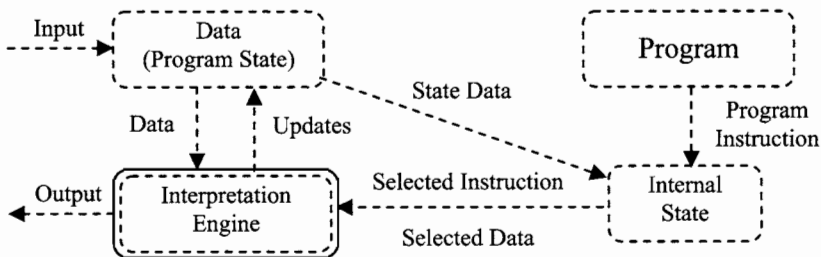 Input
Data
(Program State)
Program
State Data
Data
Updates
Program
Instruction
Output
Interpretation
Engine
Selected Instruction
Selected Data
Internal
State